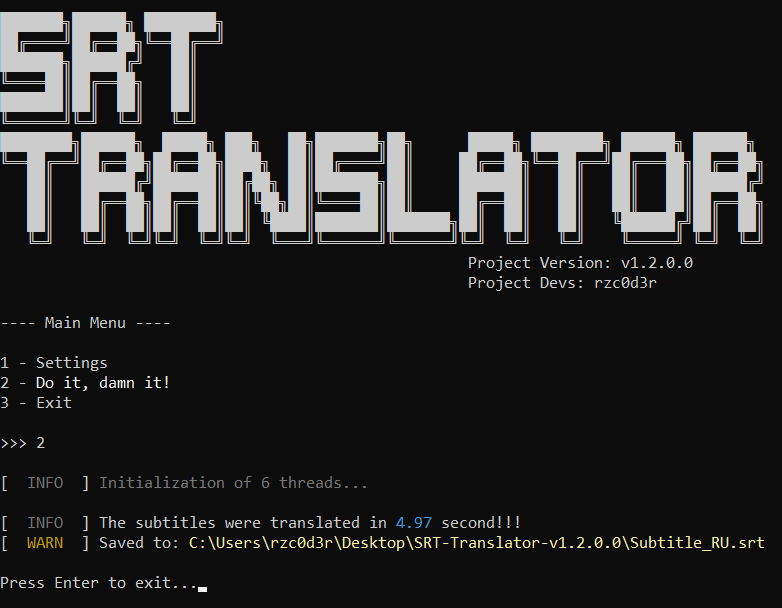 SRT
TRANSLATOR
Project Version: v1.2.0.0
Project Devs: rzc0d3r
---- Main Menu ----
1 - Settings
2 - Do it, damn it!
3 - Exit
>>> 2
[  INFO  ] Initialization of 6 threads...
[  INFO  ] The subtitles were translated in 4.97 second!!!
[  WARN  ] Saved to: C:\Users\rzc0d3r\Desktop\SRT-Translator-v1.2.0.0\Subtitle_RU.srt
Press Enter to exit...